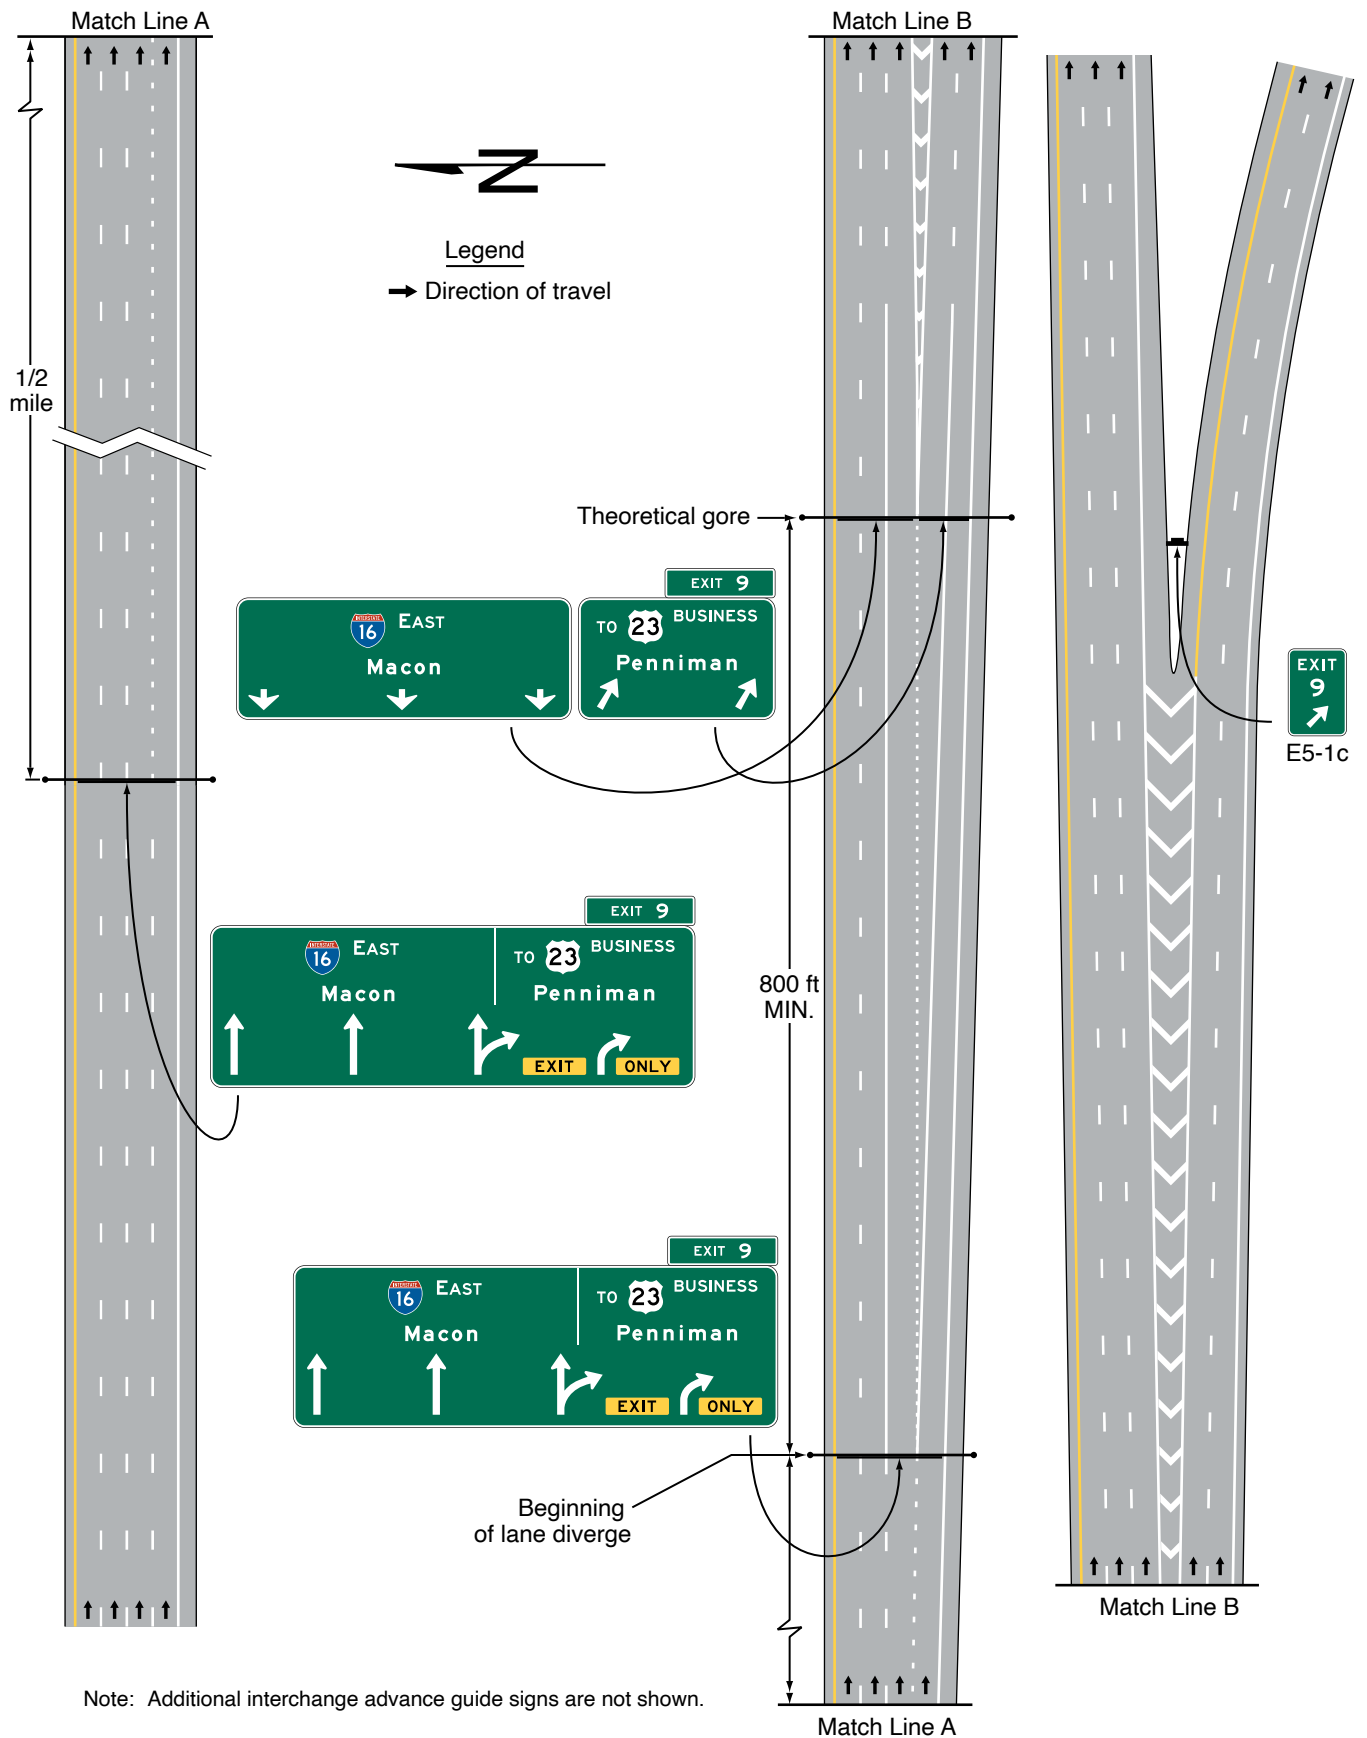 Match Line A
Match Line B
N
Legend
Direction of travel
1/2
mile
Theoretical gore
EXIT 9
INTERSTATE
16
EAST
Macon
TO 23 BUSINESS
Penniman
EXIT
9
E5-1c
EXIT 9
INTERSTATE
16
EAST
Macon
TO 23 BUSINESS
Penniman
EXIT ONLY
800 ft
MIN.
EXIT 9
INTERSTATE
16
EAST
Macon
TO 23 BUSINESS
Penniman
EXIT ONLY
Beginning
of lane diverge
Match Line B
Note: Additional interchange advance guide signs are not shown.
Match Line A